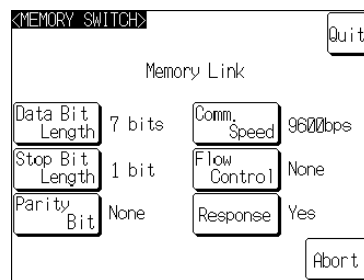 <MEMORY SWITCH>
Quit
Memory Link
Data Bit
Length
7 bits
Comm.
Speed
9600bps
Stop Bit
Length
1 bit
Flow
Control
None
Parity
Bit
None
Response
Yes
Abort